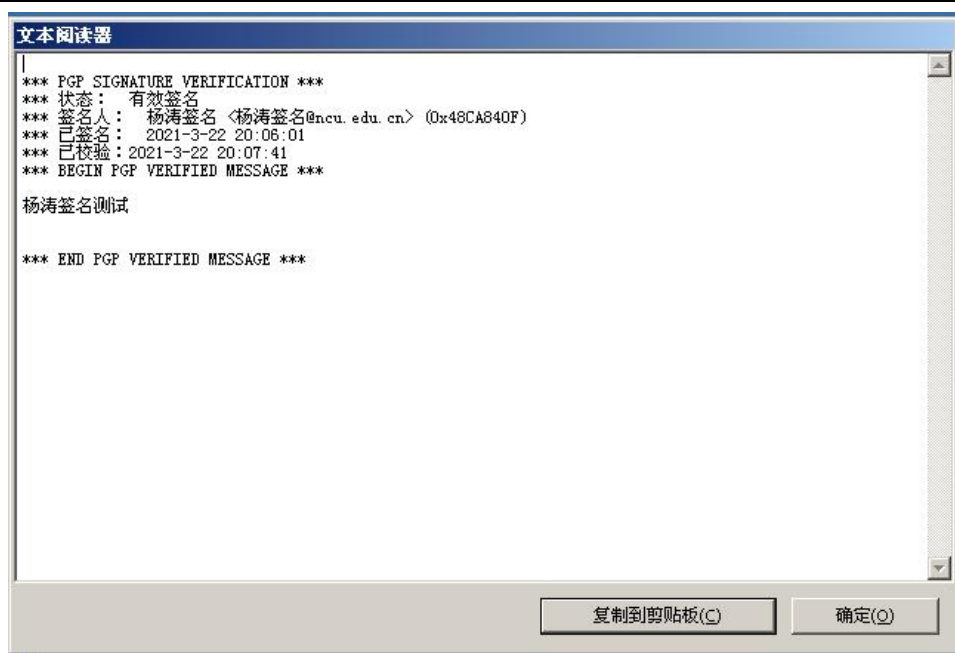 文本阅读器
*** PGP SIGNATURE VERIFICATION ***
*** 状态： 有效签名
*** 签名人： 杨涛签名 <杨涛签名@ncu.edu.cn> (0x48CA840F)
*** 已签名： 2021-3-22 20:06:01
*** 已校验：2021-3-22 20:07:41
*** BEGIN PGP VERIFIED MESSAGE ***
杨涛签名测试
*** END PGP VERIFIED MESSAGE ***
复制到剪贴板(C) 确定(O)